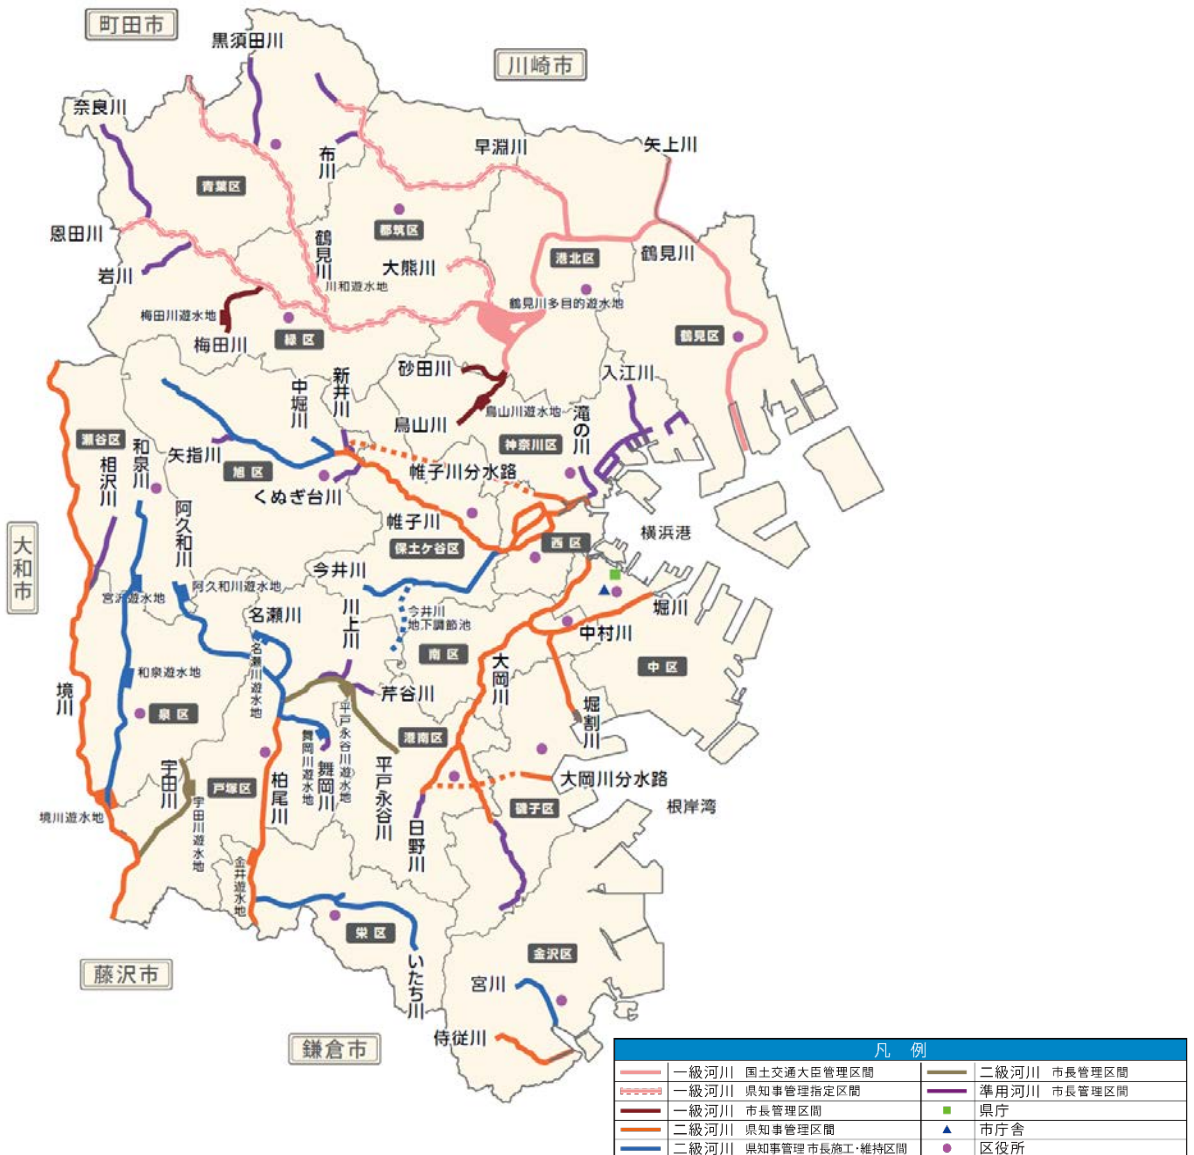 町田市
黒須田川
川崎市
奈良川
早淵川
矢上川
布川
青葉区
恩田川
都筑区
鶴見川
大熊川
港北区
鶴見川
岩川
川和遊水地
鶴見川多目的遊水地
梅田川遊水地
緑区
梅田川
鶴見区
砂田川
入江川
新井川
中堀川
鳥山川遊水地
鳥山川
滝の川
瀬谷区
和泉川
矢指川
神奈川区
相沢川
旭区
帷子川分水路
くぬぎ台川
阿久和川
帷子川
横浜港
大和市
保土ケ谷区
西区
今井川
宮沢遊水地
阿久和川遊水地
川上川
今井川
地下調節池
名瀬川
堀川
中村川
名瀬川遊水地
南区
大岡川
中区
和泉遊水地
境川
芹谷川
堀割川
泉区
平戸永谷川遊水地
港南区
舞岡川遊水地
舞岡川
平戸永谷川
宇田川
戸塚区
柏尾川
大岡川分水路
宇田川遊水地
磯子区
根岸湾
境川遊水地
日野川
金井遊水地
栄区
いたち川
金沢区
藤沢市
宮川
侍従川
鎌倉市
凡 例
一級河川 国土交通大臣管理区間
二級河川 市長管理区間
一級河川 県知事管理指定区間
準用河川 市長管理区間
一級河川 市長管理区間
県庁
二級河川 県知事管理区間
市庁舎
二級河川 県知事管理 市長施工・維持区間
区役所